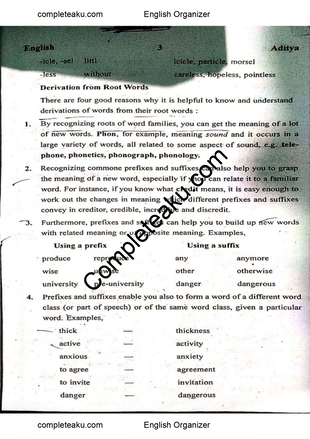 completeaku.com English Organizer
English 3 Aditya
-icle, -sel littl icicle, particle, morsel
-less without careless, hopeless, pointless
Derivation from Root Words
There are four good reasons why it is helpful to know and understand
derivations of words from their root words :
1. By recognizing roots of word families, you can get the meaning of a lot
of new words. Phon, for example, meaning sound and it occurs in a
large variety of words, all related to some aspect of sound, e.g. tele-
phone, phonetics, phonograph, phonology.
2. Recognizing commone prefixes and suffixes can also help you to grasp
the meaning of a new word, especially if you can relate it to a familiar
word. For instance, if you know what credit means, it is easy enough to
work out the changes in meaning which different prefixes and suffixes
convey in creditor, credible, incredible and discredit.
3. Furthermore, prefixes and suffixes can help you to build up new words
with related meaning or opposite meaning. Examples,
Using a prefix Using a suffix
produce reproduce any anymore
wise unwise other otherwise
university pre-university danger dangerous
4. Prefixes and suffixes enable you also to form a word of a different word
class (or part of speech) or of the same word class, given a particular
word. Examples,
thick — thickness
active — activity
anxious — anxiety
to agree — agreement
to invite — invitation
danger — dangerous
Completeaku.com
completeaku.com English Organizer